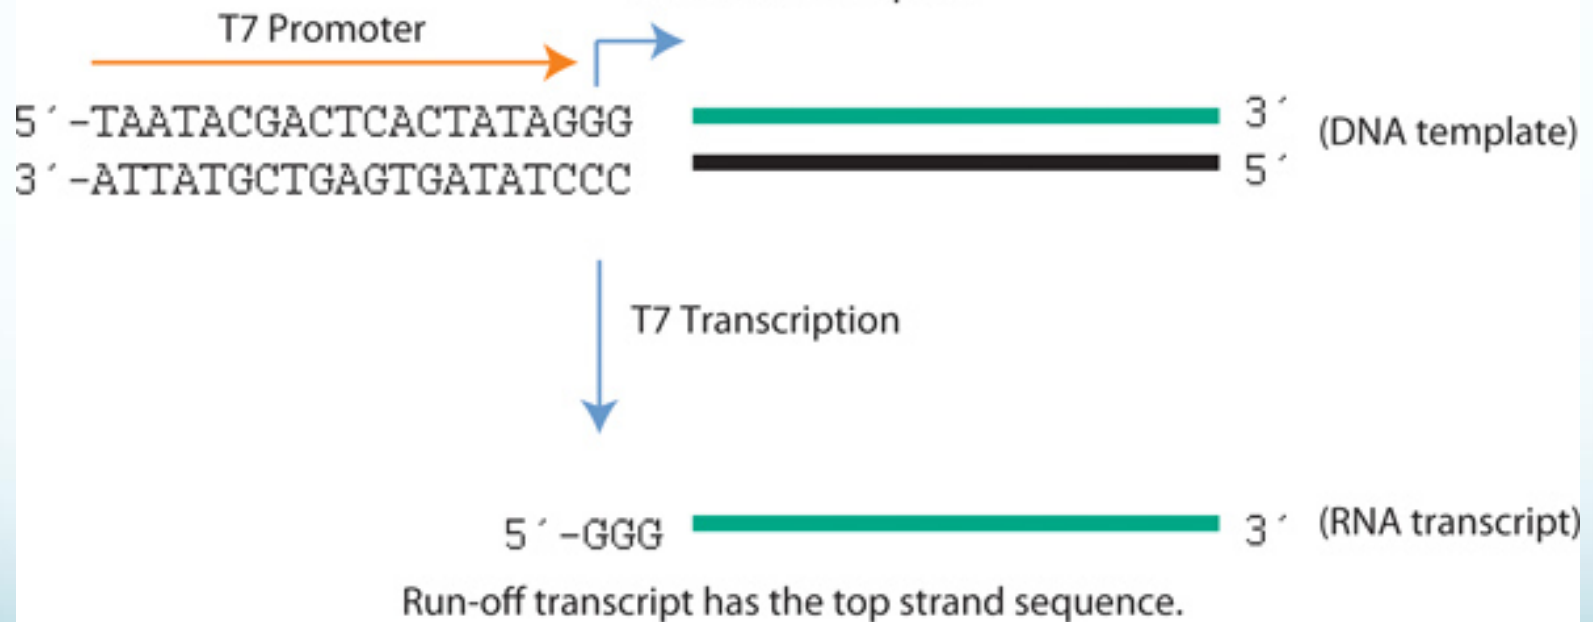 T7 Promoter
5´-TAATACGACTCACTATAGGG 3´ (DNA template)
3´-ATTATGCTGAGTGATATCCC 5´
T7 Transcription
5´-GGG 3´ (RNA transcript)
Run-off transcript has the top strand sequence.